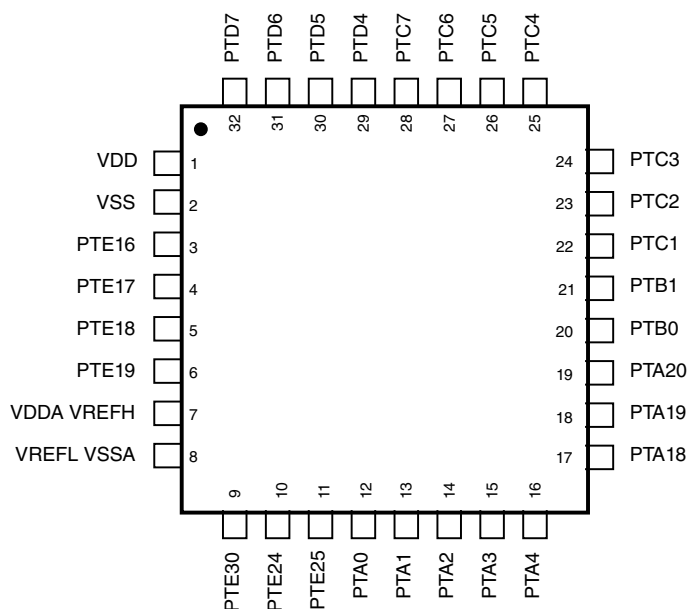 PTD7 PTD6 PTD5 PTD4 PTC7 PTC6 PTC5 PTC4
32 31 30 29 28 27 26 25
VDD 1 24 PTC3
VSS 2 23 PTC2
PTE16 3 22 PTC1
PTE17 4 21 PTB1
PTE18 5 20 PTB0
PTE19 6 19 PTA20
VDDA VREFH 7 18 PTA19
VREFL VSSA 8 17 PTA18
9 10 11 12 13 14 15 16
PTE30 PTE24 PTE25 PTA0 PTA1 PTA2 PTA3 PTA4